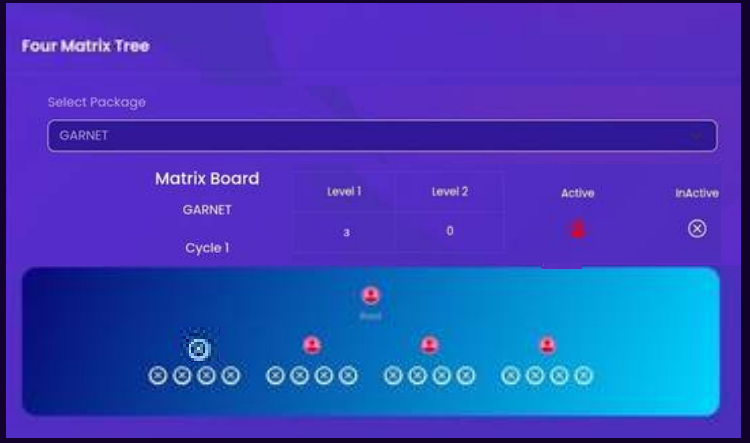 Four Matrix Tree
Select Package
GARNET
Matrix Board
GARNET
Cycle 1
Level 1 Level 2 Active InActive
3 0